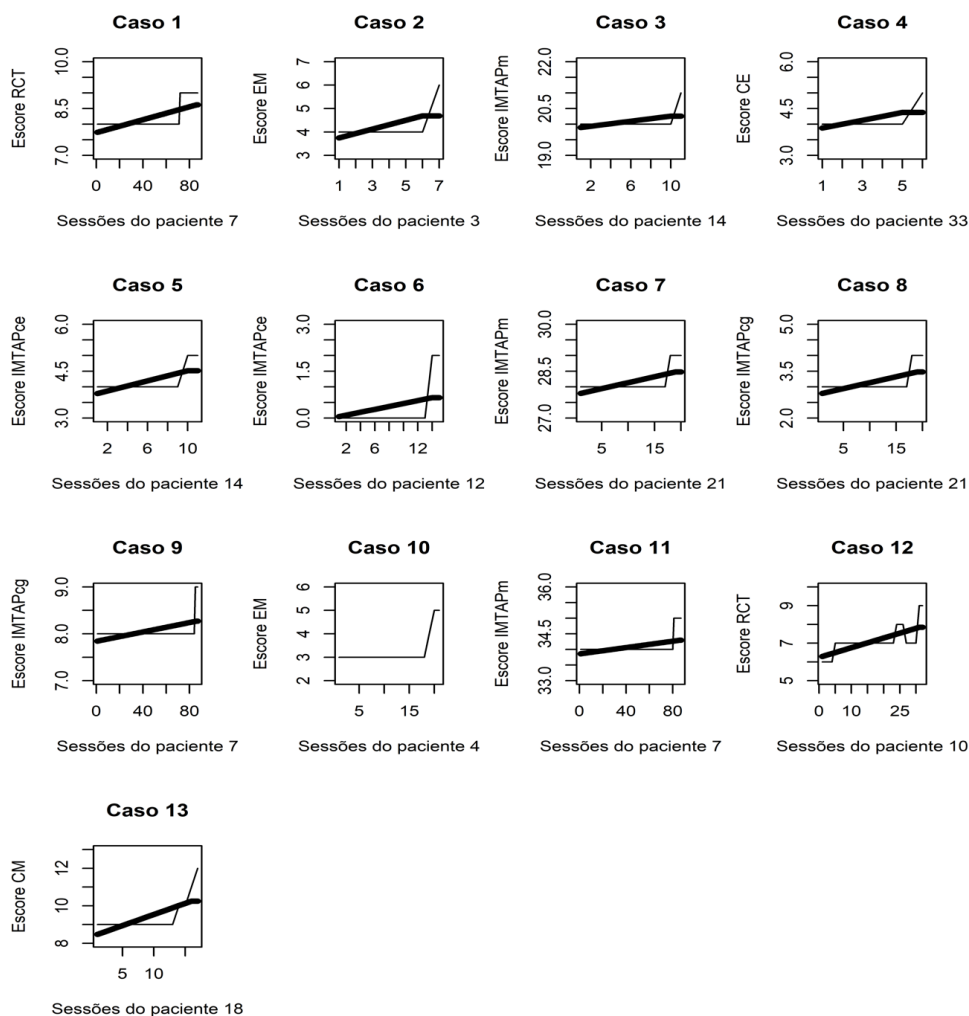 Caso 1
Escore RCT
7.0 8.5 10.0
0 40 80
Sessões do paciente 7
Caso 2
Escore EM
3 4 5 6 7
1 3 5 7
Sessões do paciente 3
Caso 3
Escore IMTAPm
19.0 20.5 22.0
2 6 10
Sessões do paciente 14
Caso 4
Escore CE
3.0 4.5 6.0
1 3 5
Sessões do paciente 33
Caso 5
Escore IMTAPce
3.0 4.5 6.0
2 6 10
Sessões do paciente 14
Caso 6
Escore IMTAPce
0.0 1.5 3.0
2 6 12
Sessões do paciente 12
Caso 7
Escore IMTAPm
27.0 28.5 30.0
5 15
Sessões do paciente 21
Caso 8
Escore IMTAPcg
2.0 3.5 5.0
5 15
Sessões do paciente 21
Caso 9
Escore IMTAPcg
7.0 8.0 9.0
0 40 80
Sessões do paciente 7
Caso 10
Escore EM
2 3 4 5 6
5 15
Sessões do paciente 4
Caso 11
Escore IMTAPm
33.0 34.5 36.0
0 40 80
Sessões do paciente 7
Caso 12
Escore RCT
5 7 9
0 10 25
Sessões do paciente 10
Caso 13
Escore CM
8 10 12
5 10
Sessões do paciente 18